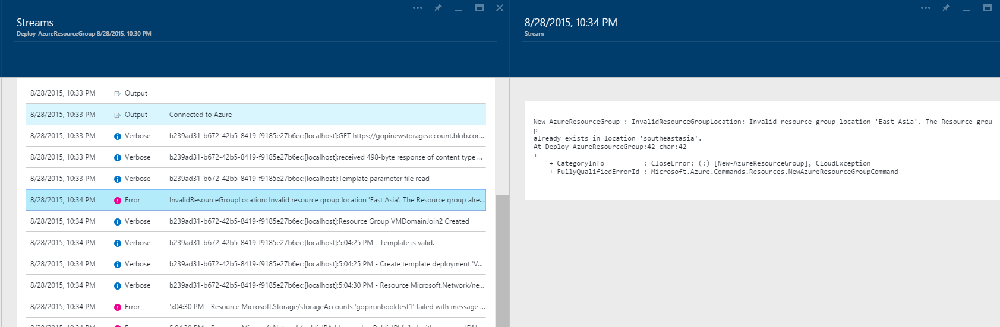 Streams
Deploy-AzureResourceGroup 8/28/2015, 10:30 PM
8/28/2015, 10:33 PM Output
8/28/2015, 10:33 PM Output Connected to Azure
8/28/2015, 10:33 PM Verbose b239ad31-b672-42b5-8419-f9185e27b6ec:[localhost]:GET https://gopinewstorageaccount.blob.cor...
8/28/2015, 10:33 PM Verbose b239ad31-b672-42b5-8419-f9185e27b6ec:[localhost]:received 498-byte response of content type ...
8/28/2015, 10:33 PM Verbose b239ad31-b672-42b5-8419-f9185e27b6ec:[localhost]:Template parameter file read
8/28/2015, 10:34 PM Error InvalidResourceGroupLocation: Invalid resource group location 'East Asia'. The Resource group alre...
8/28/2015, 10:34 PM Verbose b239ad31-b672-42b5-8419-f9185e27b6ec:[localhost]:Resource Group VMDomainJoin2 Created
8/28/2015, 10:34 PM Verbose b239ad31-b672-42b5-8419-f9185e27b6ec:[localhost]:5:04:25 PM - Template is valid.
8/28/2015, 10:34 PM Verbose b239ad31-b672-42b5-8419-f9185e27b6ec:[localhost]:5:04:25 PM - Create template deployment 'V...
8/28/2015, 10:34 PM Verbose b239ad31-b672-42b5-8419-f9185e27b6ec:[localhost]:5:04:30 PM - Resource Microsoft.Network/ne...
8/28/2015, 10:34 PM Error 5:04:30 PM - Resource Microsoft.Storage/storageAccounts 'gopirunbooktest1' failed with message ...
8/28/2015, 10:34 PM
8/28/2015, 10:34 PM
Stream
New-AzureResourceGroup : InvalidResourceGroupLocation: Invalid resource group location 'East Asia'. The Resource grou
p
already exists in location 'southeastasia'.
At Deploy-AzureResourceGroup:42 char:42
+
+ CategoryInfo : CloseError: (:) [New-AzureResourceGroup], CloudException
+ FullyQualifiedErrorId : Microsoft.Azure.Commands.Resources.NewAzureResourceGroupCommand